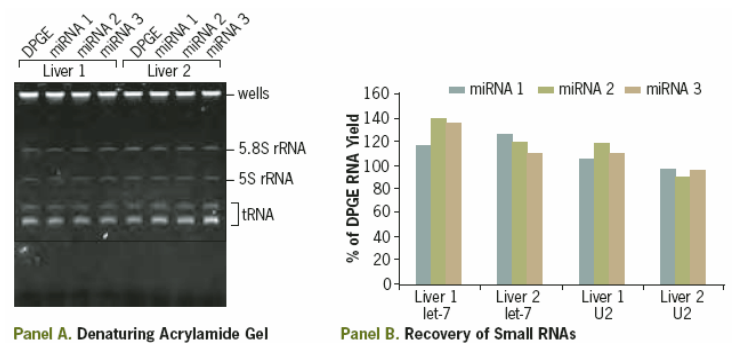 DPGE miRNA 1 miRNA 2 miRNA 3 DPGE miRNA 1 miRNA 2 miRNA 3
Liver 1 Liver 2
wells
5.8S rRNA
5S rRNA
tRNA
Panel A. Denaturing Acrylamide Gel
miRNA 1 miRNA 2 miRNA 3
% of DPGE RNA Yield
160
140
120
100
80
60
40
20
0
Liver 1 Liver 2 Liver 1 Liver 2
let-7 let-7 U2 U2
Panel B. Recovery of Small RNAs